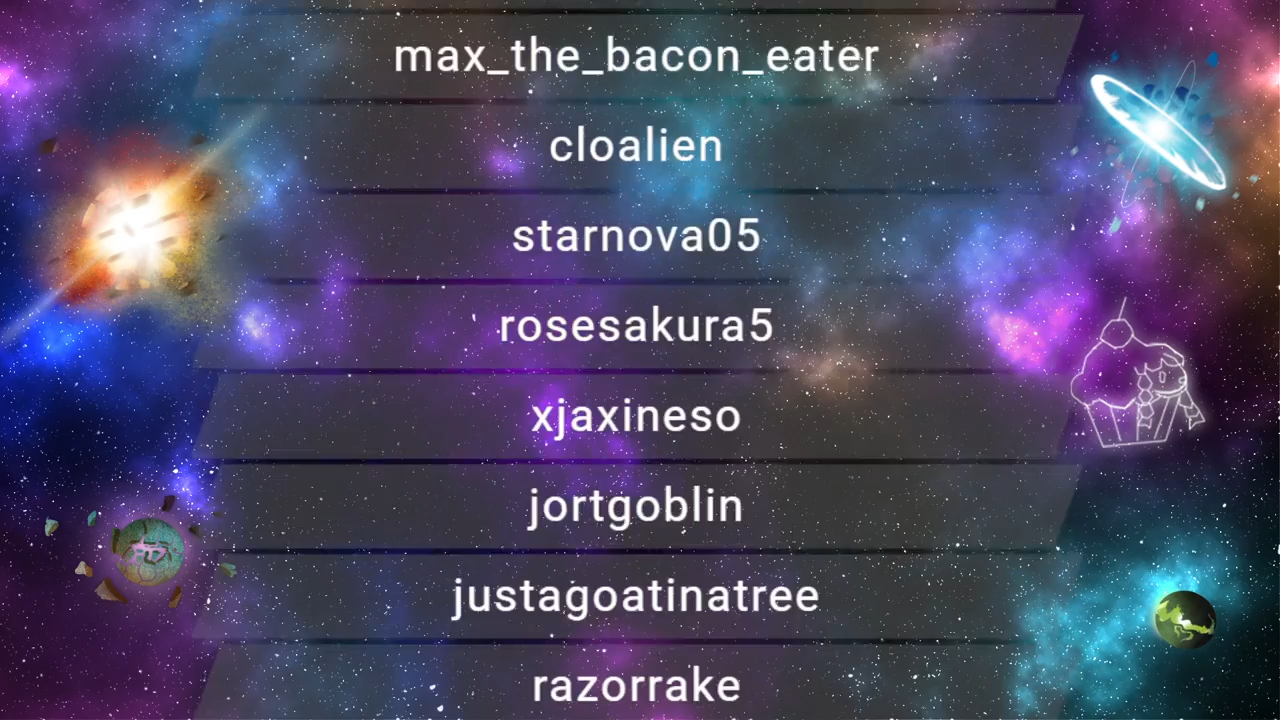 max_the_bacon_eater
cloalien
starnova05
rosesakura5
xjaxineso
jortgoblin
justagoatinatree
razorrake